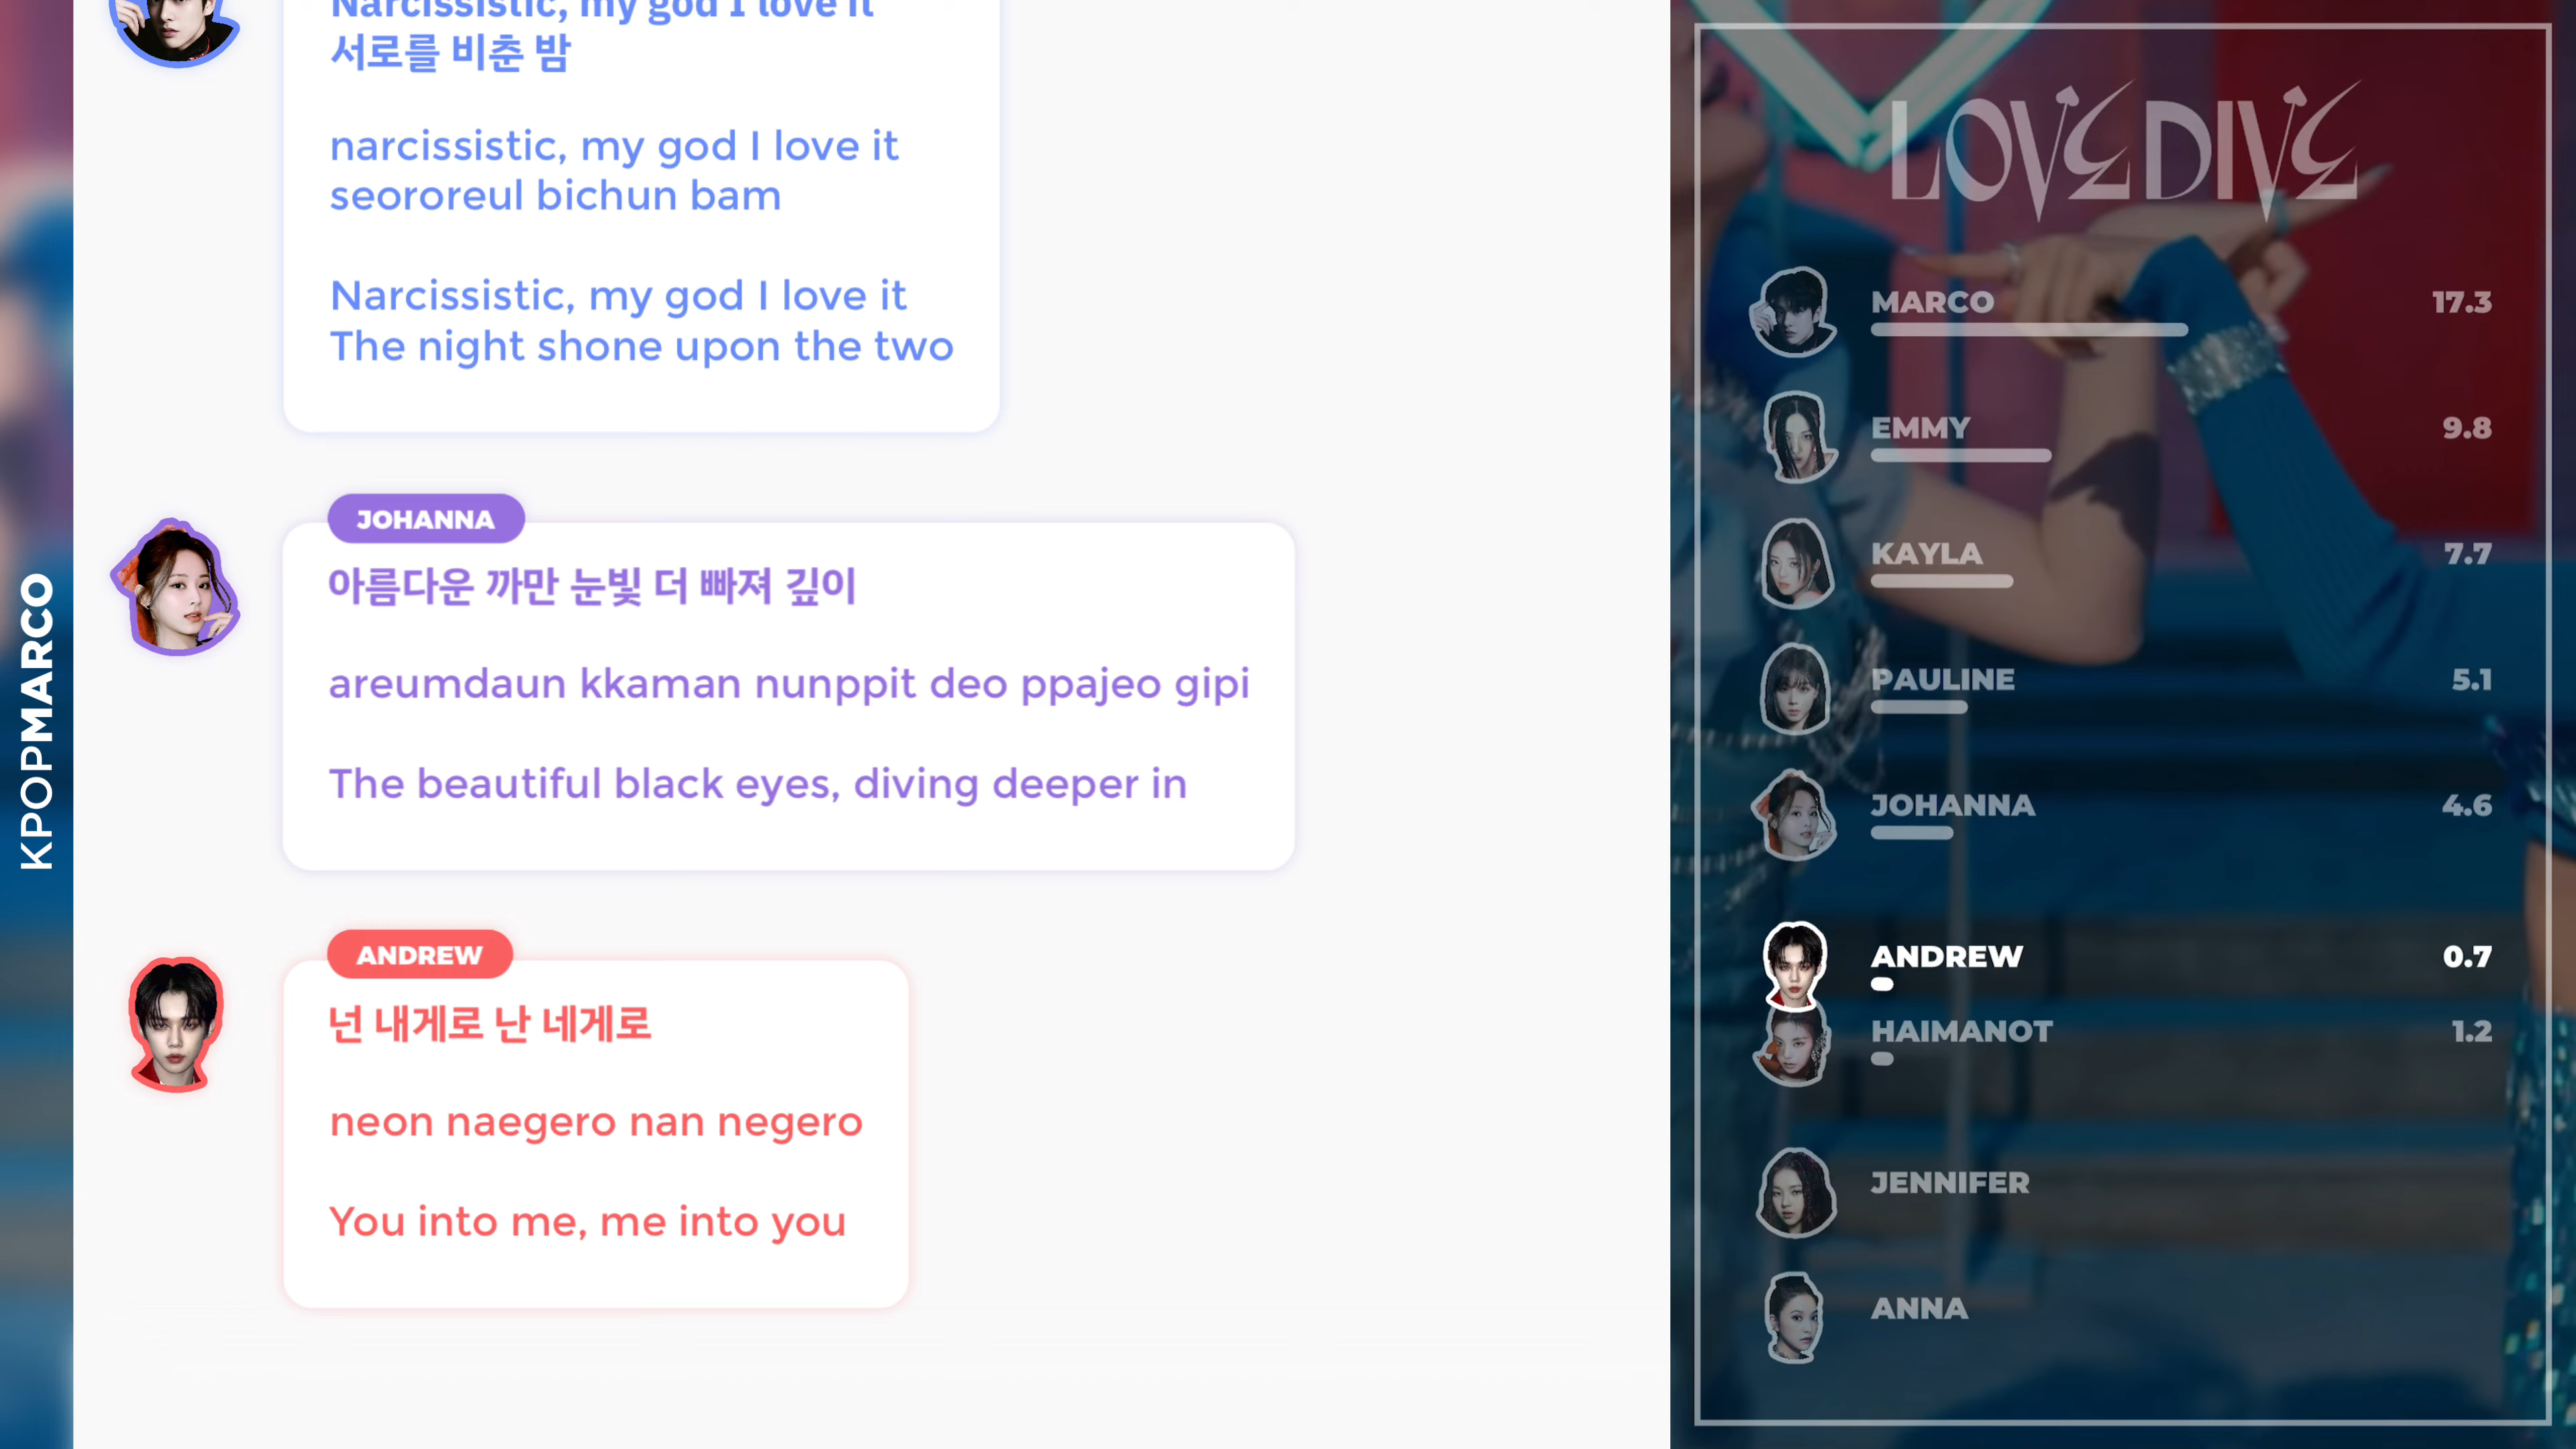 KPOPMARCO
Narcissistic, my god I love it
서로를 비춘 밤
narcissistic, my god I love it
seororeul bichun bam
Narcissistic, my god I love it
The night shone upon the two
JOHANNA
아름다운 까만 눈빛 더 빠져 깊이
areumdaun kkaman nunppit deo ppajeo gipi
The beautiful black eyes, diving deeper in
ANDREW
넌 내게로 난 네게로
neon naegero nan negero
You into me, me into you
LOVE DIVE
MARCO 17.3
EMMY 9.8
KAYLA 7.7
PAULINE 5.1
JOHANNA 4.6
ANDREW 0.7
HAIMANOT 1.2
JENNIFER
ANNA